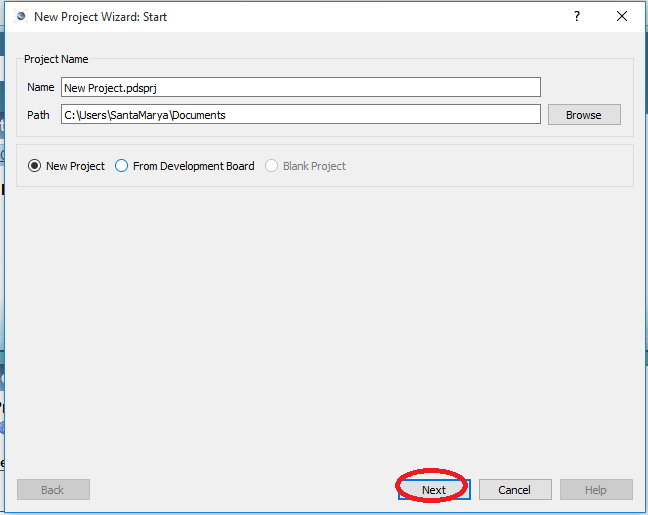 New Project Wizard: Start
?
Project Name
Name New Project.pdsprj
Path C:\Users\SantaMarya\Documents Browse
New Project From Development Board Blank Project
Back Next Cancel Help